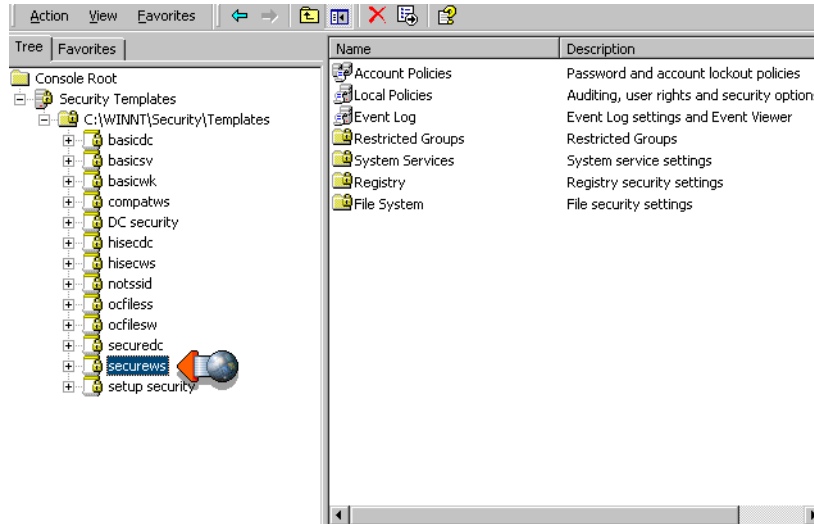 Action View Favorites
Tree Favorites
Console Root
Security Templates
C:\WINNT\Security\Templates
basicdc
basicsv
basicwk
compatws
DC security
hisecdc
hisecws
notssid
ocfiless
ocfilesw
securedc
securews
setup security
Name Description
Account Policies Password and account lockout policies
Local Policies Auditing, user rights and security option
Event Log Event Log settings and Event Viewer
Restricted Groups Restricted Groups
System Services System service settings
Registry Registry security settings
File System File security settings